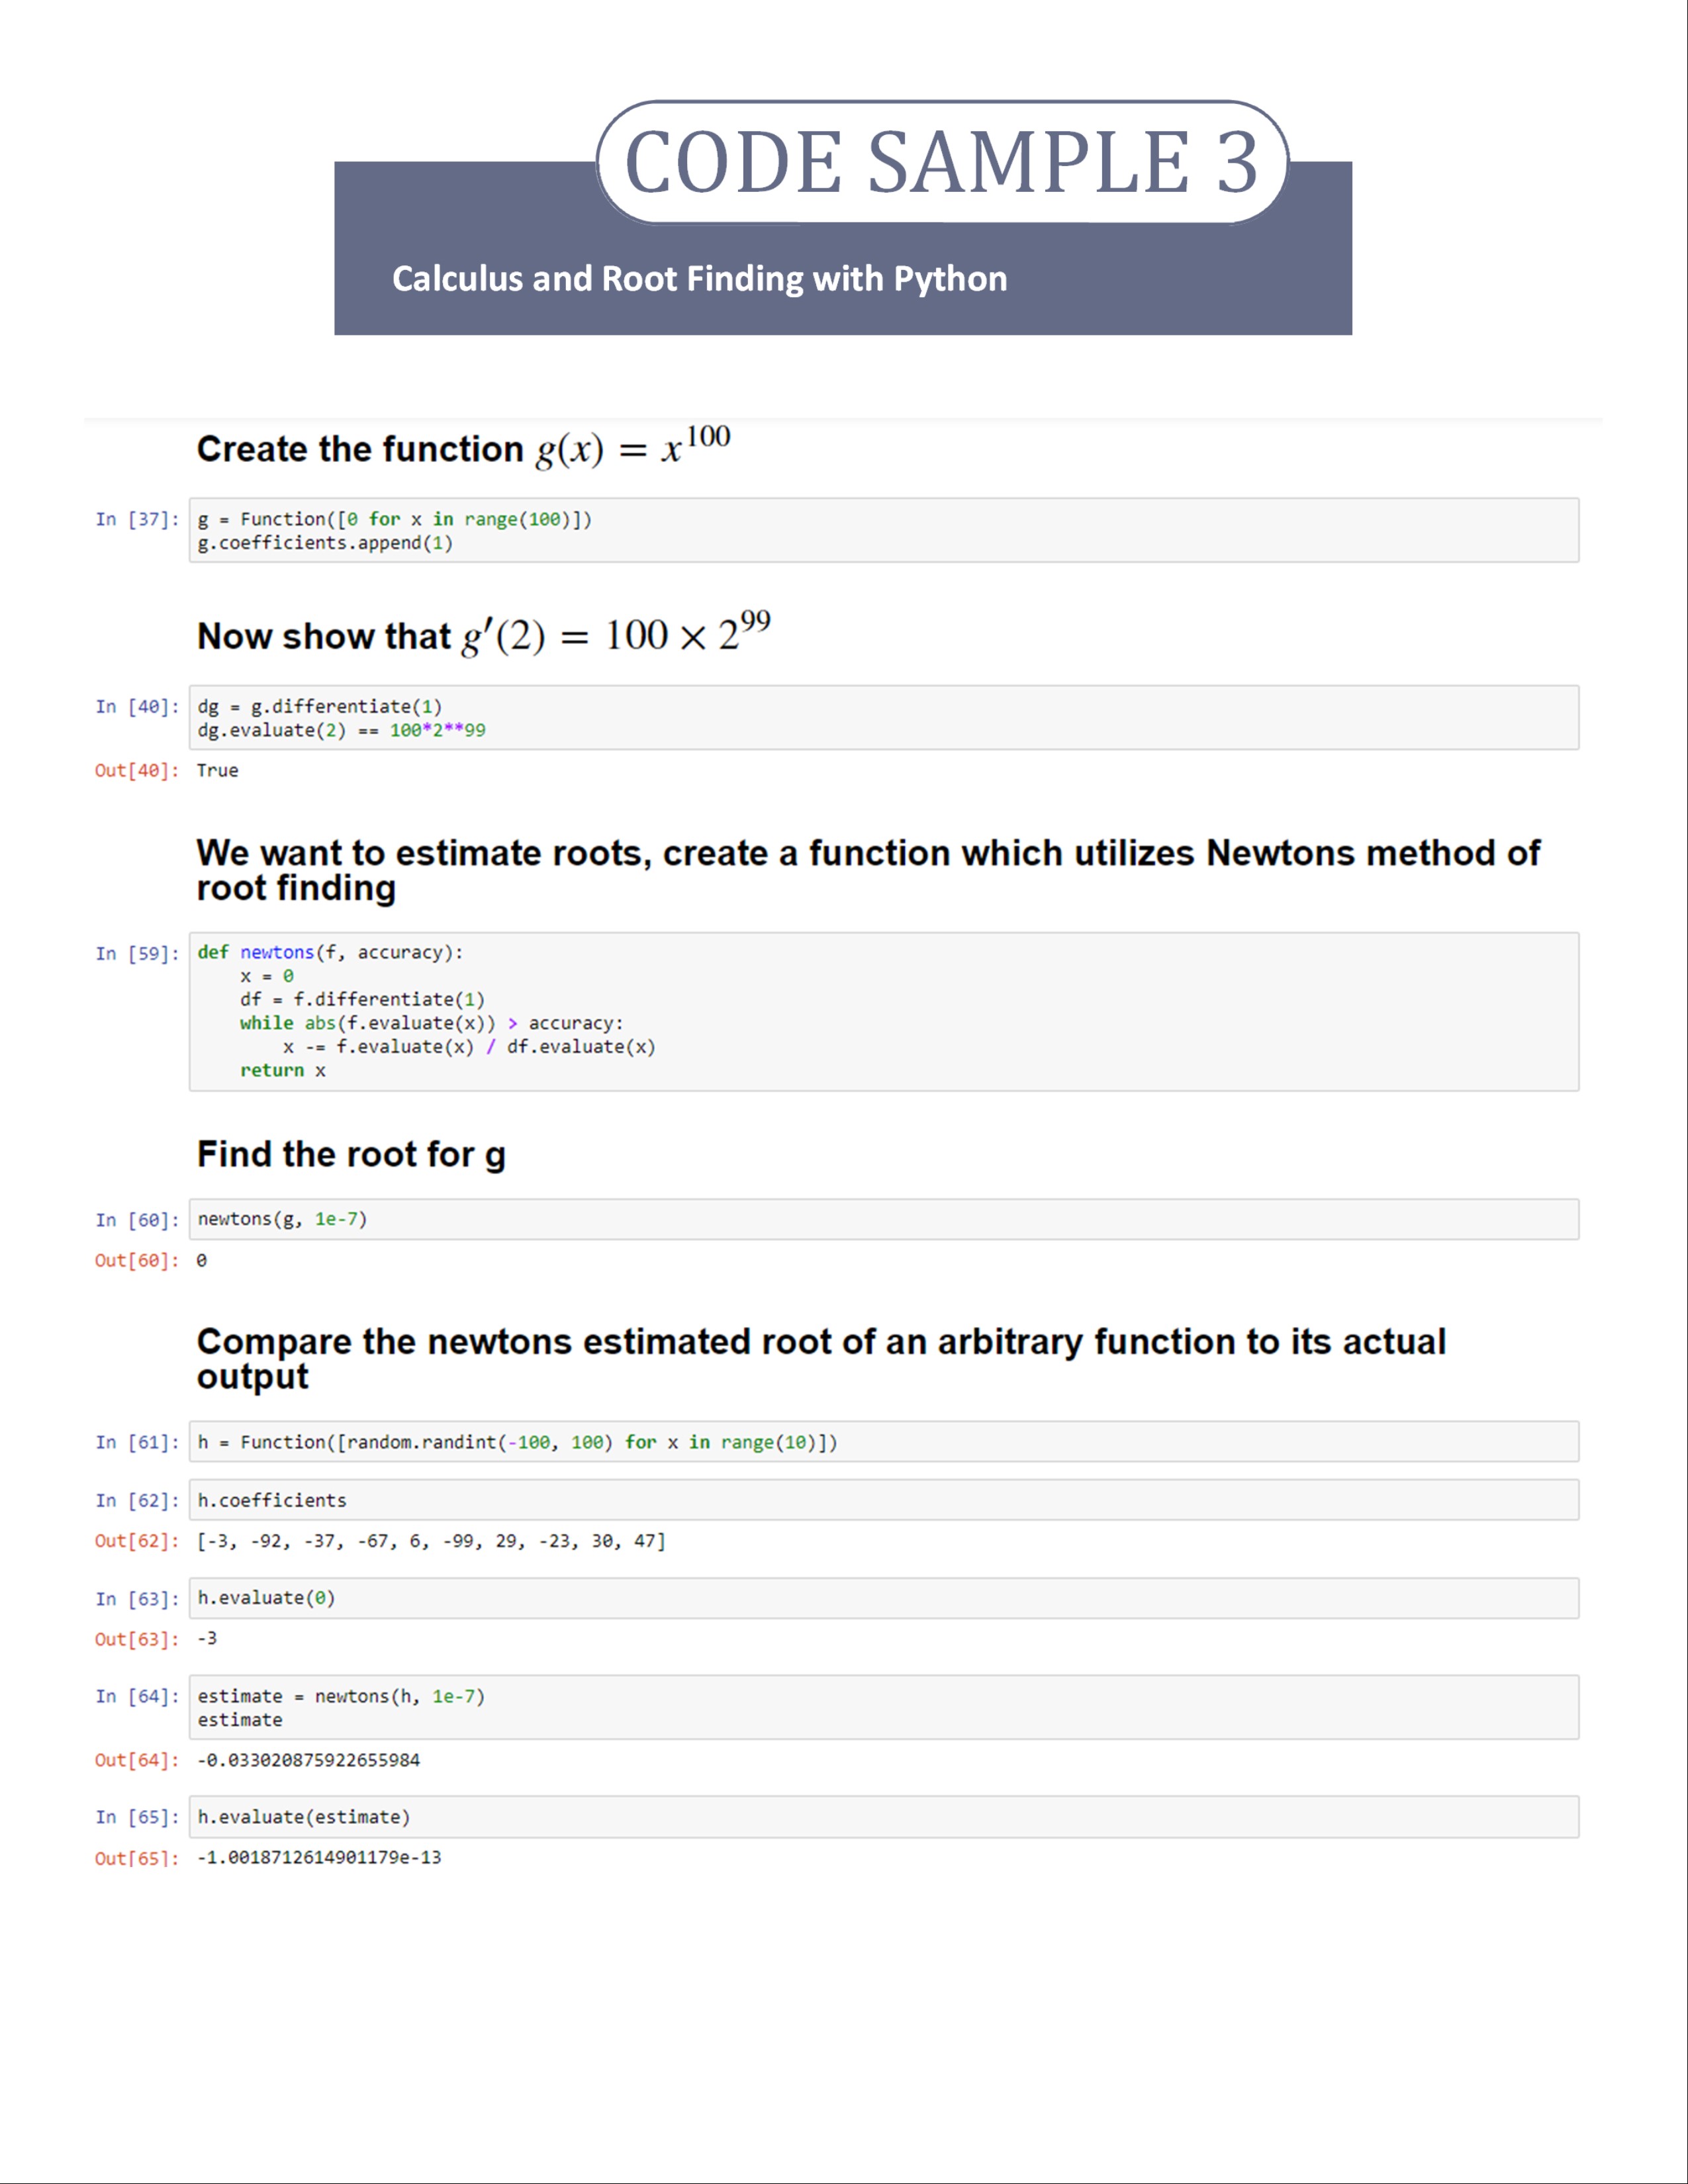 CODE SAMPLE 3
Calculus and Root Finding with Python
Create the function g(x) = x^100
In [37]: g = Function([0 for x in range(100)])
g.coefficients.append(1)
Now show that g′(2) = 100 × 2^99
In [40]: dg = g.differentiate(1)
dg.evaluate(2) == 100*2**99
Out[40]: True
We want to estimate roots, create a function which utilizes Newtons method of
root finding
In [59]: def newtons(f, accuracy):
    x = 0
    df = f.differentiate(1)
    while abs(f.evaluate(x)) > accuracy:
        x -= f.evaluate(x) / df.evaluate(x)
    return x
Find the root for g
In [60]: newtons(g, 1e-7)
Out[60]: 0
Compare the newtons estimated root of an arbitrary function to its actual
output
In [61]: h = Function([random.randint(-100, 100) for x in range(10)])
In [62]: h.coefficients
Out[62]: [-3, -92, -37, -67, 6, -99, 29, -23, 30, 47]
In [63]: h.evaluate(0)
Out[63]: -3
In [64]: estimate = newtons(h, 1e-7)
estimate
Out[64]: -0.033020875922655984
In [65]: h.evaluate(estimate)
Out[65]: -1.0018712614901179e-13